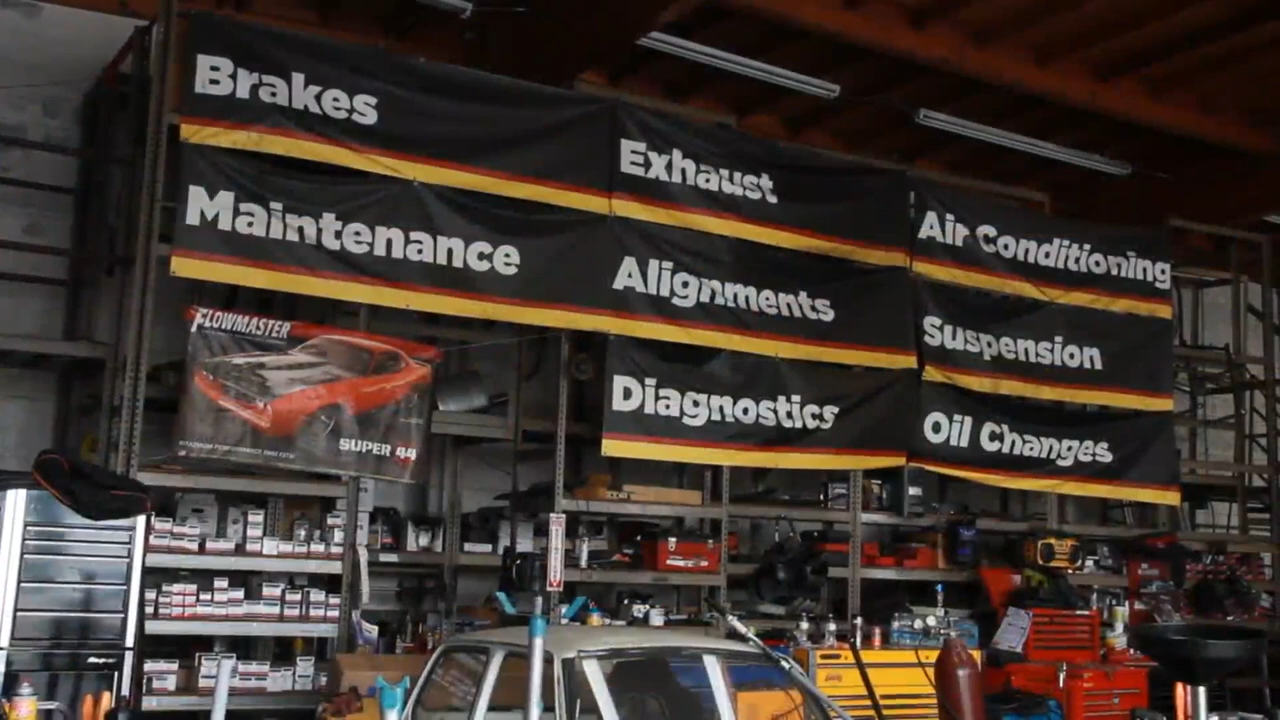 Brakes
Exhaust
Air Conditioning
Maintenance
Alignments
Suspension
Diagnostics
Oil Changes
FLOWMASTER
SUPER 44